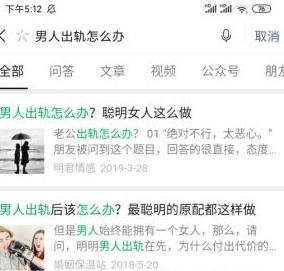 下午5:12
76
男人出轨怎么办
取消
全部 问答 文章 视频 公众号 朋
男人出轨怎么办？聪明女人这么做
老公出轨怎么办？ 01 “绝对不行，太恶心。”
朋友被问到这个题目，回答的很直接，态度...
明君情感 2019-3-28
男人出轨后该怎么办？最聪明的原配都这样做
但是男人始终能拥有一个女人，那么，请
问，明明男人出轨在先，为什么付出代价的...
婚姻保温站 2018-5-20